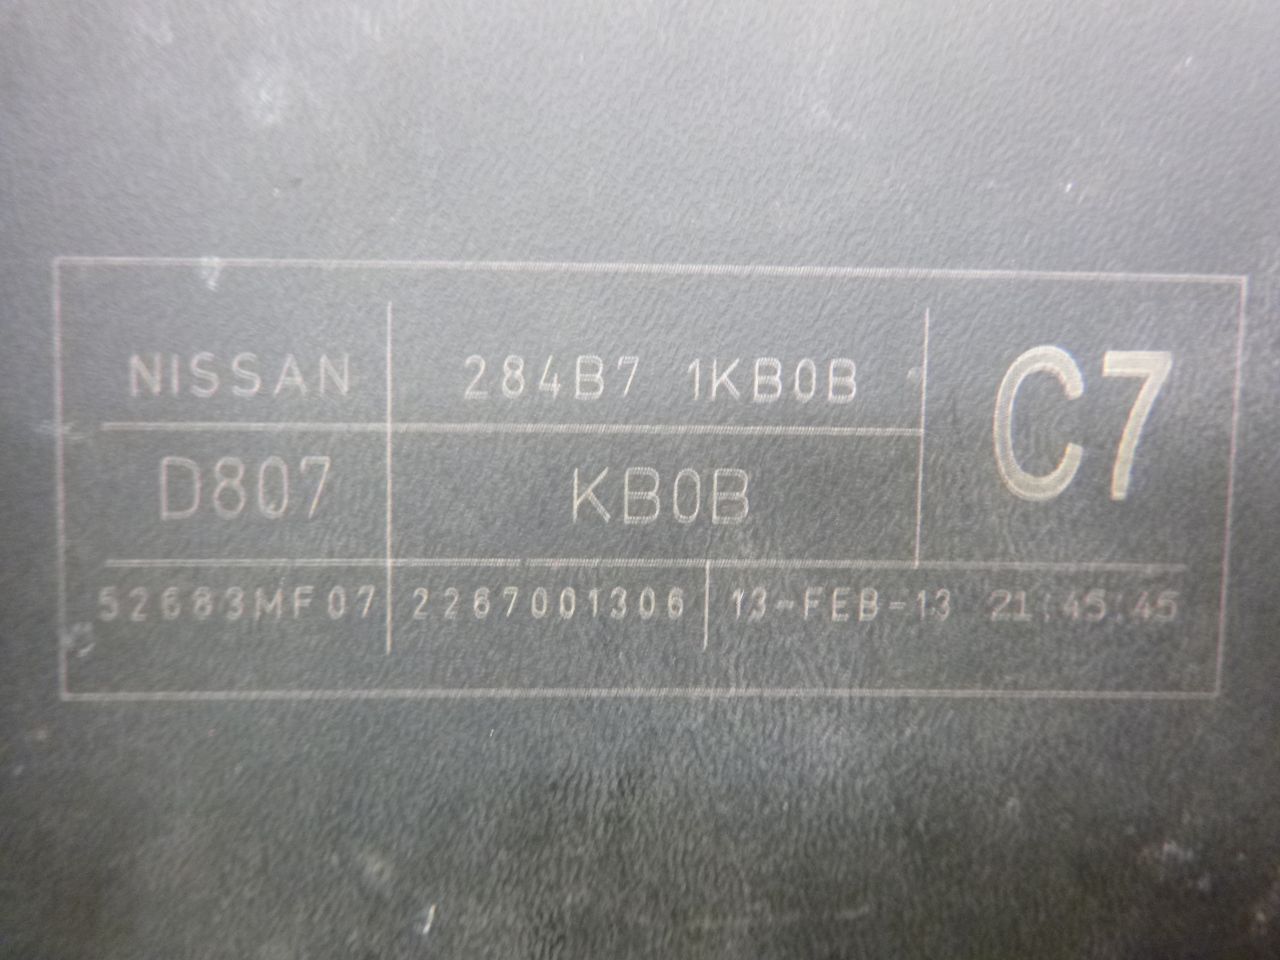 NISSAN 284B7 1KB0B C7
D807 KB0B
52683MF07 2267001306 13-FEB-13 21:45:45